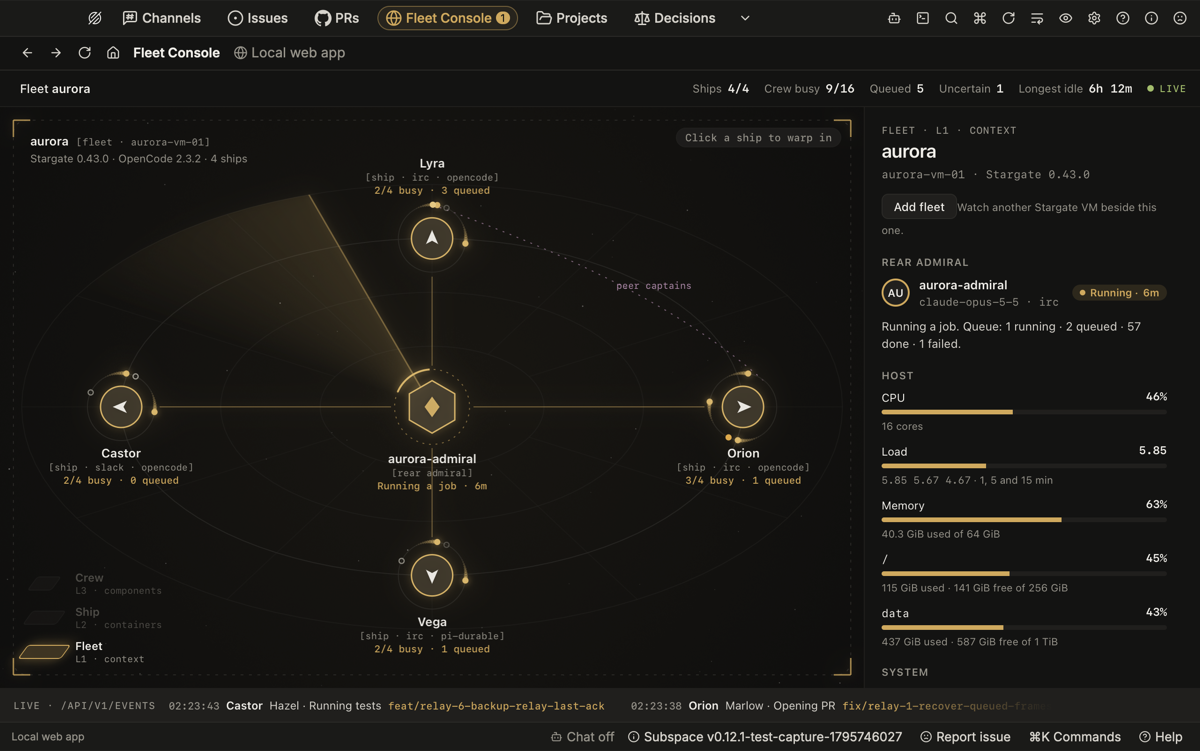 Channels Issues PRs Fleet Console 1 Projects Decisions
Fleet Console Local web app
Fleet aurora Ships 4/4 Crew busy 9/16 Queued 5 Uncertain 1 Longest idle 6h 12m LIVE
aurora [fleet · aurora-vm-01]
Stargate 0.43.0 · OpenCode 2.3.2 · 4 ships
Click a ship to warp in
Lyra
[ship · irc · opencode]
2/4 busy · 3 queued
peer captains
Castor
[ship · slack · opencode]
2/4 busy · 0 queued
aurora-admiral
[rear admiral]
Running a job · 6m
Orion
[ship · irc · opencode]
3/4 busy · 1 queued
Vega
[ship · irc · pi-durable]
2/4 busy · 1 queued
Crew
L3 · components
Ship
L2 · containers
Fleet
L1 · context
FLEET · L1 · CONTEXT
aurora
aurora-vm-01 · Stargate 0.43.0
Add fleet Watch another Stargate VM beside this
one.
REAR ADMIRAL
AU aurora-admiral
claude-opus-5-5 · irc
Running · 6m
Running a job. Queue: 1 running · 2 queued · 57
done · 1 failed.
HOST
CPU 46%
16 cores
Load 5.85
5.85 5.67 4.67 · 1, 5 and 15 min
Memory 63%
40.3 GiB used of 64 GiB
/ 45%
115 GiB used · 141 GiB free of 256 GiB
data 43%
437 GiB used · 587 GiB free of 1 TiB
SYSTEM
LIVE · /API/V1/EVENTS 02:23:43 Castor Hazel · Running tests feat/relay-6-backup-relay-last-ack 02:23:38 Orion Marlow · Opening PR fix/relay-1-recover-queued-frame
Local web app Chat off Subspace v0.12.1-test-capture-1795746027 Report issue ⌘K Commands Help